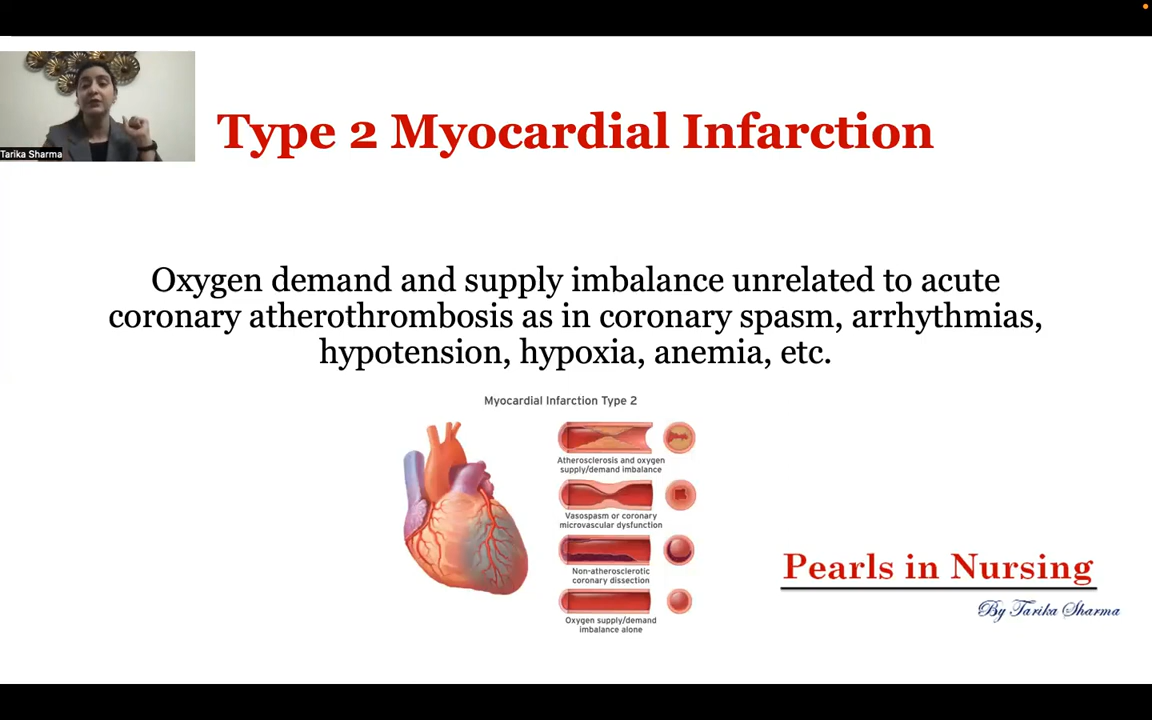 Tarika Sharma
Type 2 Myocardial Infarction
Oxygen demand and supply imbalance unrelated to acute
coronary atherothrombosis as in coronary spasm, arrhythmias,
hypotension, hypoxia, anemia, etc.
Myocardial Infarction Type 2
Atherosclerosis and oxygen
supply/demand imbalance
Vasospasm or coronary
microvascular dysfunction
Non-atherosclerotic
coronary dissection
Oxygen supply/demand
imbalance alone
Pearls in Nursing
By Tarika Sharma